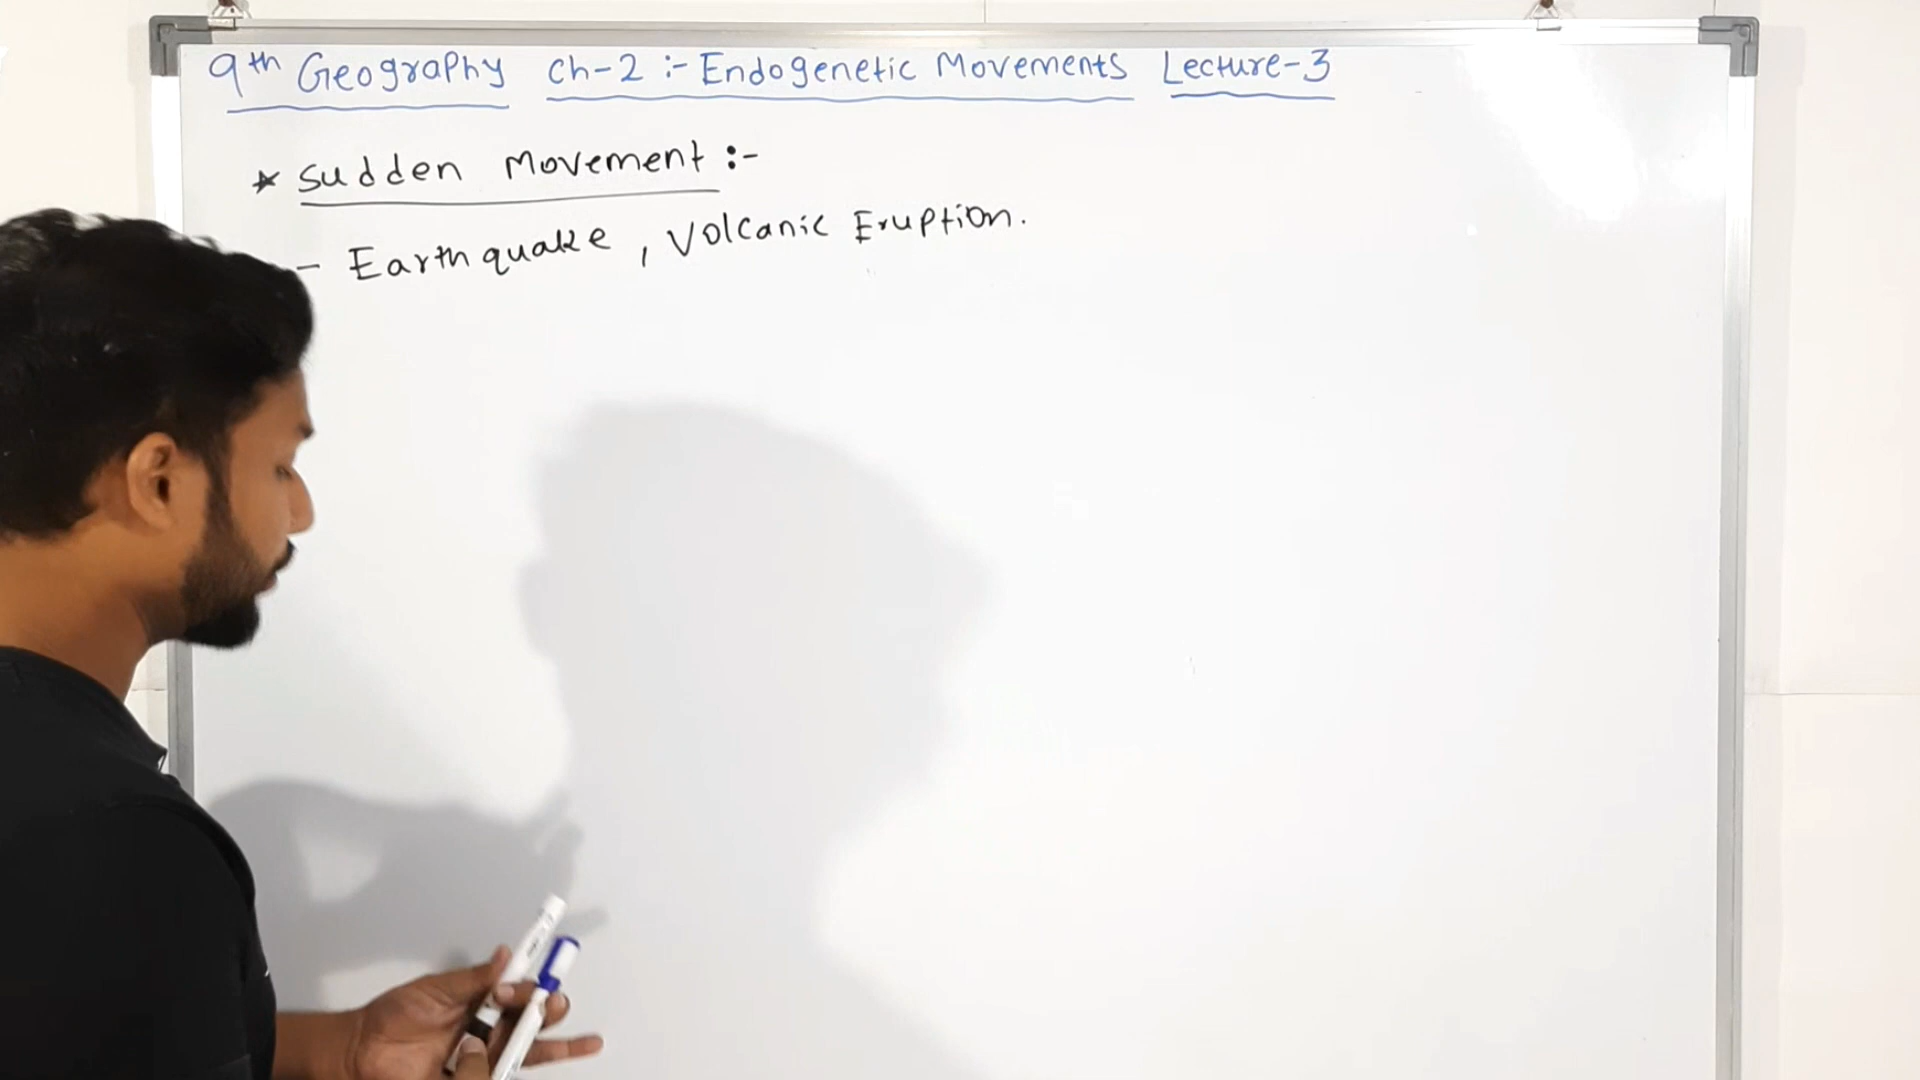 9th Geography Ch-2 :- Endogenetic Movements Lecture-3
* Sudden Movement :-
- Earthquake, Volcanic Eruption.